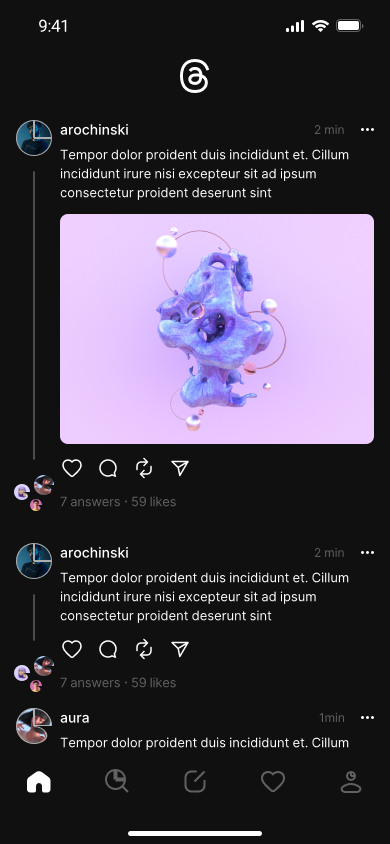 9:41
arochinski 2 min
Tempor dolor proident duis incididunt et. Cillum
incididunt irure nisi excepteur sit ad ipsum
consectetur proident deserunt sint
7 answers · 59 likes
arochinski 2 min
Tempor dolor proident duis incididunt et. Cillum
incididunt irure nisi excepteur sit ad ipsum
consectetur proident deserunt sint
7 answers · 59 likes
aura 1min
Tempor dolor proident duis incididunt et. Cillum